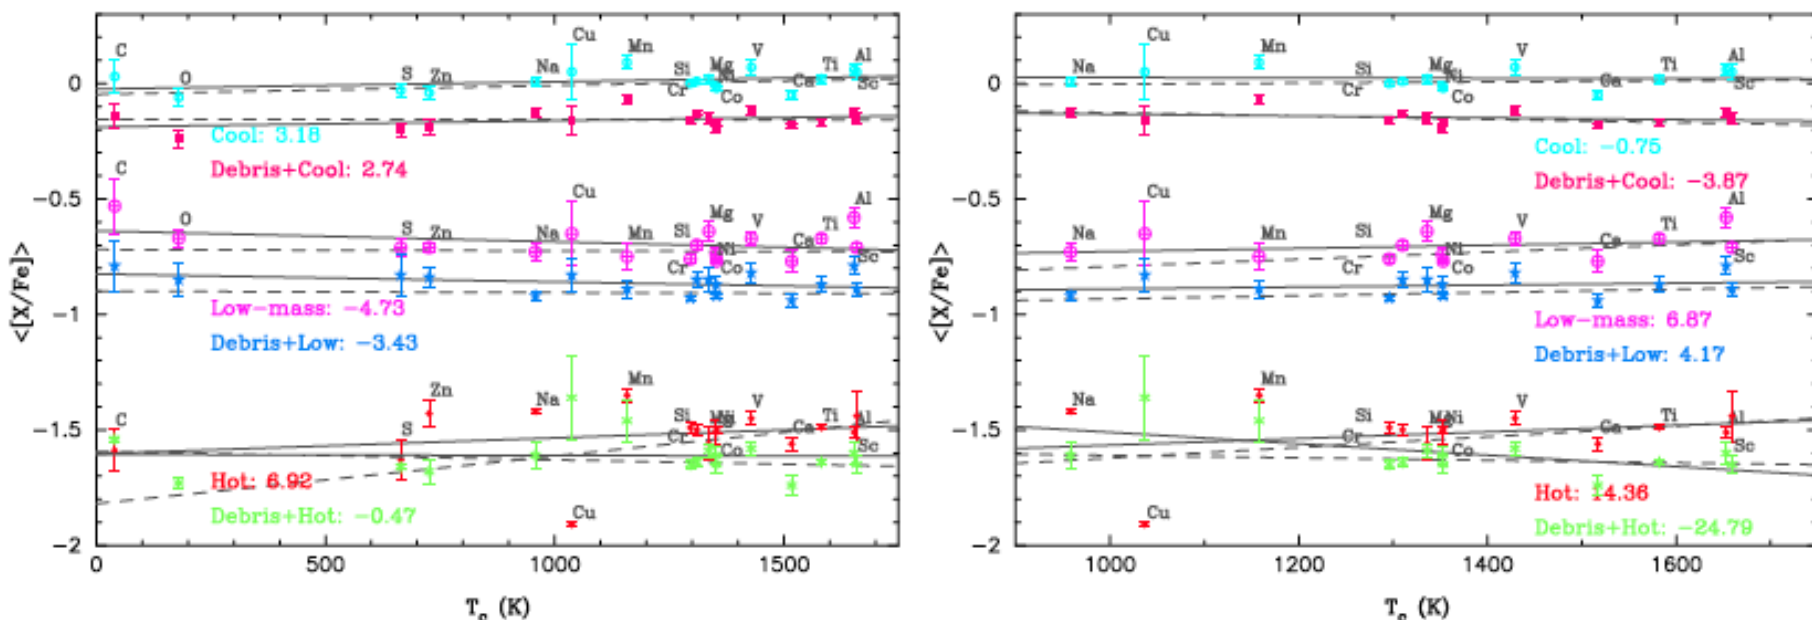 C
O
S
Zn
Na
Cu
Mn
Si
Cr
Mg
Ni
Co
V
Ca
Ti
Al
Sc
Cool: 3.18
Debris+Cool: 2.74
C
O
S
Zn
Na
Cu
Mn
Si
Cr
Mg
Ni
Co
V
Ca
Ti
Al
Sc
Low-mass: -4.73
Debris+Low: -3.43
C
S
Zn
Na
Mn
Si
Cr
Co
V
Ca
Ti
Al
Sc
Hot: 6.92
Debris+Hot: -0.47
Cu
0
-0.5
-1
-1.5
-2
<[X/Fe]>
0
500
1000
1500
T_c (K)
Na
Cu
Mn
Si
Cr
Mg
Ni
Co
V
Ca
Ti
Al
Sc
Cool: -0.75
Debris+Cool: -3.87
Na
Cu
Mn
Si
Cr
Mg
Ni
Co
V
Ca
Ti
Al
Sc
Low-mass: 6.87
Debris+Low: 4.17
Na
Mn
Si
Cr
Ni
Co
V
Ca
Ti
Al
Sc
Cu
Debris+Hot: -24.79
0
-0.5
-1
-1.5
-2
<[X/Fe]>
1000
1200
1400
1600
T_c (K)